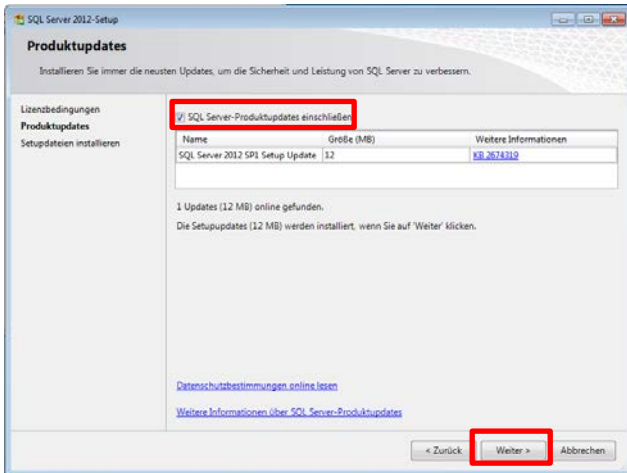 SQL Server 2012-Setup
Produktupdates
Installieren Sie immer die neusten Updates, um die Sicherheit und Leistung von SQL Server zu verbessern.
Lizenzbedingungen
Produktupdates
Setupdateien installieren
SQL Server-Produktupdates einschließen
Name Größe (MB) Weitere Informationen
SQL Server 2012 SP1 Setup Update 12 KB 2674319
1 Updates (12 MB) online gefunden.
Die Setupupdates (12 MB) werden installiert, wenn Sie auf 'Weiter' klicken.
Datenschutzbestimmungen online lesen
Weitere Informationen über SQL Server-Produktupdates
< Zurück Weiter > Abbrechen